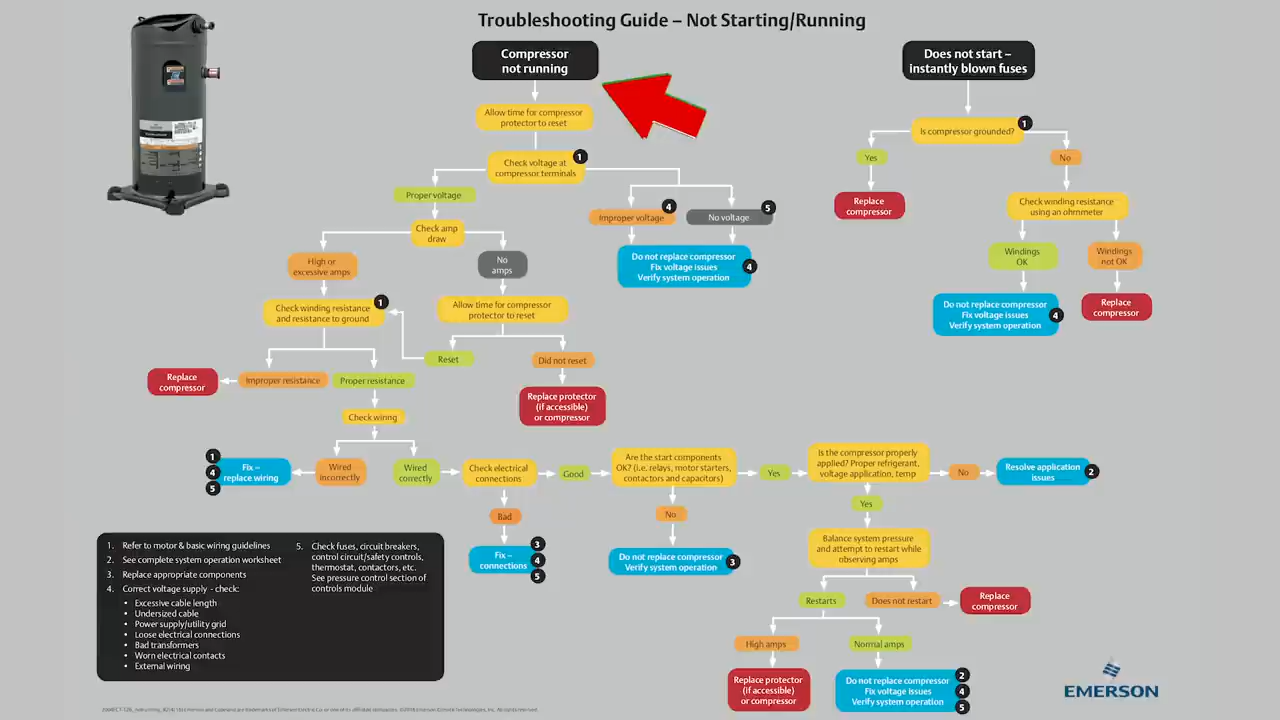 Troubleshooting Guide – Not Starting/Running
Compressor
not running
Does not start –
instantly blown fuses
Allow time for compressor
protector to reset
Is compressor grounded?
1
Yes
No
Check voltage at
compressor terminals
1
Replace
compressor
Check winding resistance
using an ohmmeter
Proper voltage
Improper voltage
4
No voltage
5
Check amp
draw
Windings
OK
Windings
not OK
High or
excessive amps
No
amps
Do not replace compressor
Fix voltage issues
Verify system operation
4
Do not replace compressor
Fix voltage issues
Verify system operation
4
Replace
compressor
Check winding resistance
and resistance to ground
1
Allow time for compressor
protector to reset
Reset
Did not reset
Replace
compressor
Improper resistance
Proper resistance
Replace protector
(if accessible)
or compressor
Check wiring
1
4
5
Fix –
replace wiring
Wired
incorrectly
Wired
correctly
Check electrical
connections
Good
Are the start components
OK? (i.e. relays, motor starters,
contactors and capacitors)
Yes
Is the compressor properly
applied? Proper refrigerant,
voltage application, temp
No
Resolve application
issues
2
Bad
No
Yes
Fix –
connections
3
4
5
Do not replace compressor
Verify system operation
3
Balance system pressure
and attempt to restart while
observing amps
Restarts
Does not restart
Replace
compressor
High amps
Normal amps
Replace protector
(if accessible)
or compressor
Do not replace compressor
Fix voltage issues
Verify system operation
2
4
5
1. Refer to motor & basic wiring guidelines
2. See complete system operation worksheet
3. Replace appropriate components
4. Correct voltage supply - check:
• Excessive cable length
• Undersized cable
• Power supply/utility grid
• Loose electrical connections
• Bad transformers
• Worn electrical contacts
• External wiring
5. Check fuses, circuit breakers,
control circuit/safety controls,
thermostat, contactors, etc.
See pressure control section of
controls module
EMERSON